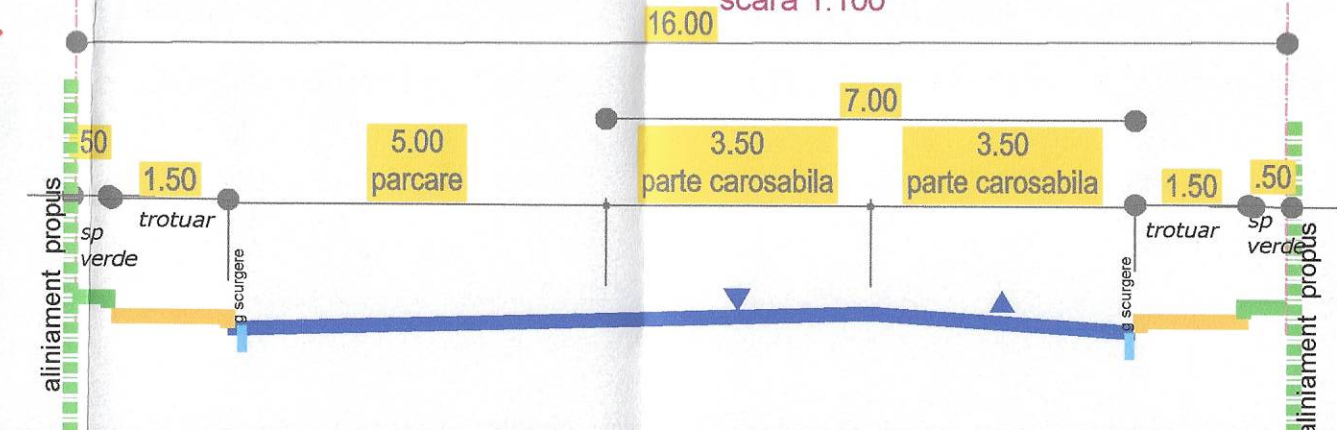 scara 1:100
16.00
7.00
50
1.50
5.00
3.50
3.50
1.50
.50
parcare
parte carosabila
parte carosabila
trotuar
trotuar
sp
verde
sp
verde
aliniament propus
g scurgere
g scurgere
aliniament propus